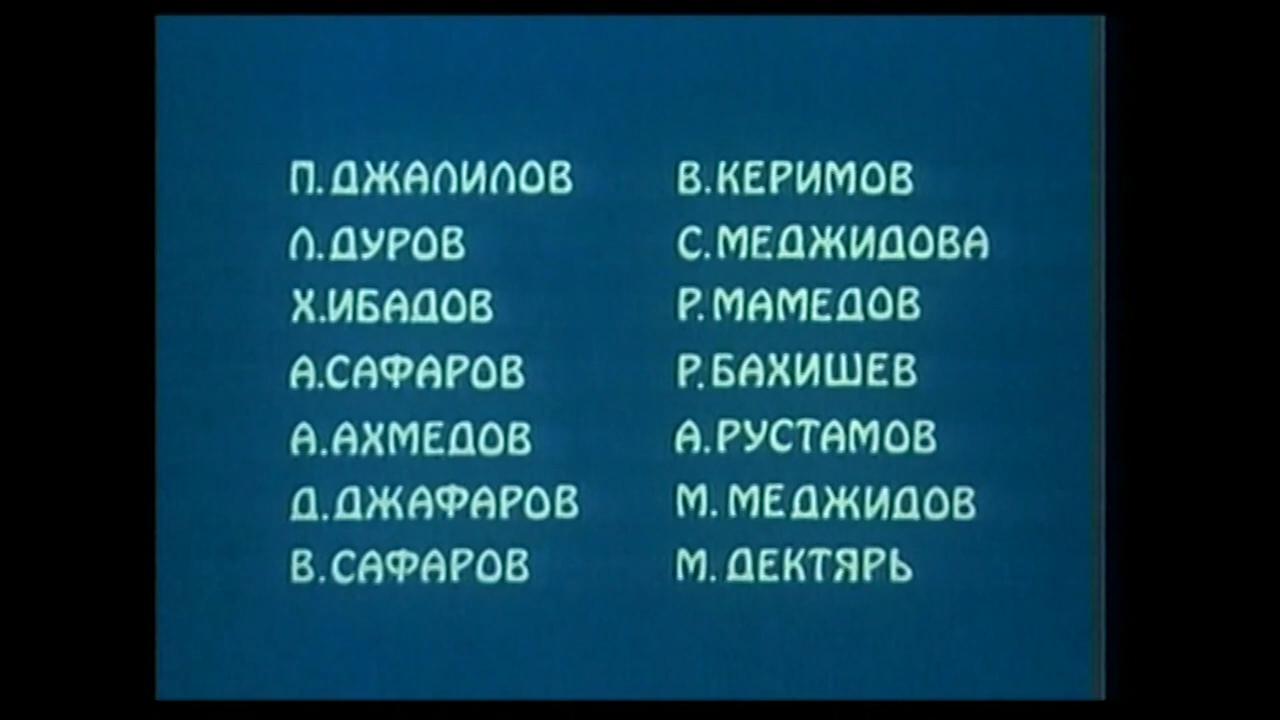 П. ДЖАЛИЛОВ
Л. ДУРОВ
Х. ИБАДОВ
А. САФАРОВ
А. АХМЕДОВ
Д. ДЖАФАРОВ
В. САФАРОВ
В. КЕРИМОВ
С. МЕДЖИДОВА
Р. МАМЕДОВ
Р. БАХИШЕВ
А. РУСТАМОВ
М. МЕДЖИДОВ
М. ДЕКТЯРЬ